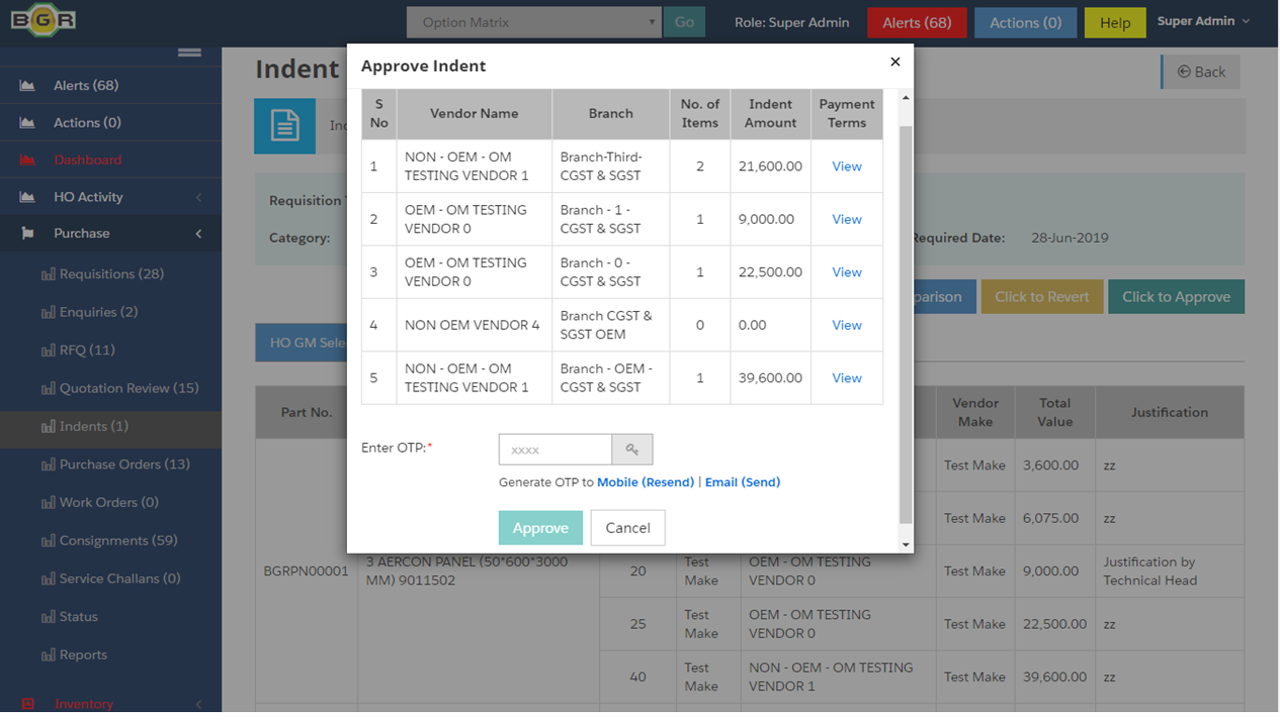 BGR
Option Matrix
Go
Role: Super Admin
Alerts (68)
Actions (0)
Help
Super Admin
Alerts (68)
Actions (0)
Dashboard
HO Activity
Purchase
Requisitions (28)
Enquiries (2)
RFQ (11)
Quotation Review (15)
Indents (1)
Purchase Orders (13)
Work Orders (0)
Consignments (59)
Service Challans (0)
Status
Reports
Inventory
Indent
Back
Requisition
Category:
Required Date: 28-Jun-2019
Click to Revert
Click to Approve
HO GM
Approve Indent
×
S No
Vendor Name
Branch
No. of Items
Indent Amount
Payment Terms
1
NON - OEM - OM
TESTING VENDOR 1
Branch-Third-
CGST & SGST
2
21,600.00
View
2
OEM - OM TESTING
VENDOR 0
Branch - 1 -
CGST & SGST
1
9,000.00
View
3
OEM - OM TESTING
VENDOR 0
Branch - 0 -
CGST & SGST
1
22,500.00
View
4
NON OEM VENDOR 4
Branch CGST &
SGST OEM
0
0.00
View
5
NON - OEM - OM
TESTING VENDOR 1
Branch - OEM -
CGST & SGST
1
39,600.00
View
Enter OTP:*
xxxx
Generate OTP to Mobile (Resend) | Email (Send)
Approve
Cancel
Part No.
Vendor
Make
Total
Value
Justification
BGRPN00001
3 AERCON PANEL (50*600*3000
MM) 9011502
Test Make
3,600.00
zz
Test Make
6,075.00
zz
20
Test
Make
OEM - OM TESTING
VENDOR 0
Test Make
9,000.00
Justification by
Technical Head
25
Test
Make
OEM - OM TESTING
VENDOR 0
Test Make
22,500.00
zz
40
Test
Make
NON - OEM - OM TESTING
VENDOR 1
Test Make
39,600.00
zz